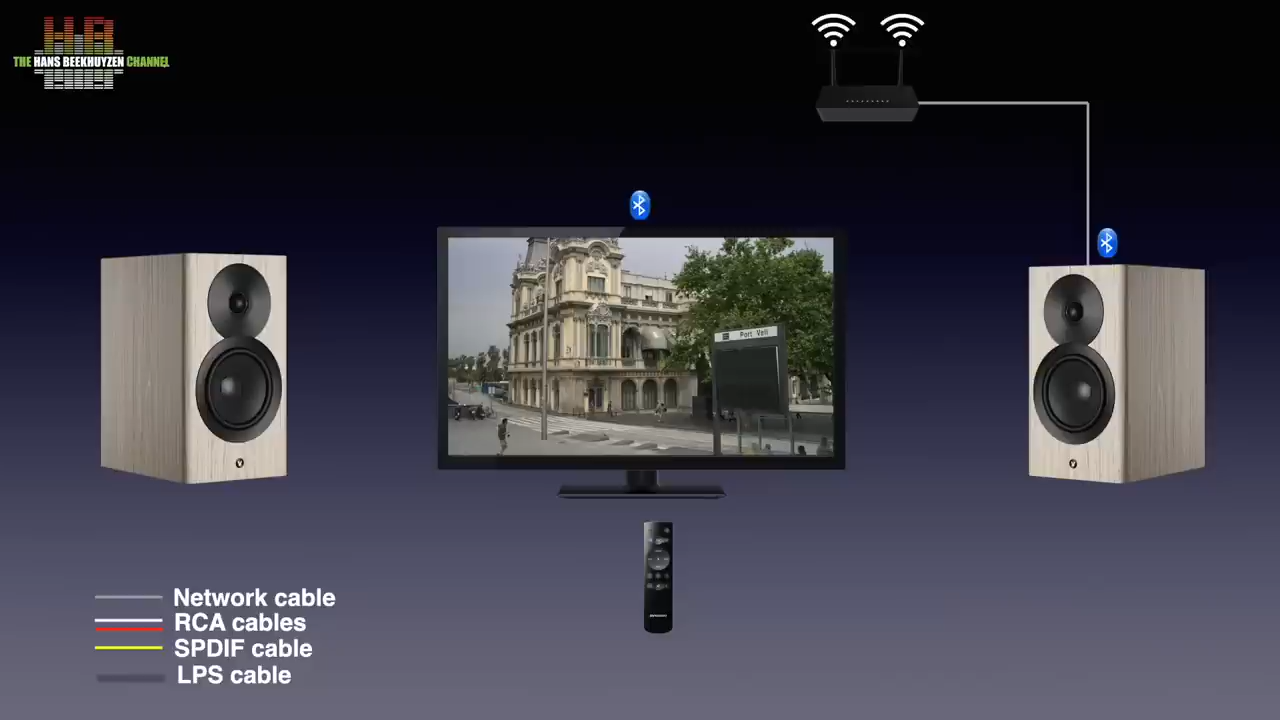 THE HANS BEEKHUYZEN CHANNEL
Port Vell
Network cable
RCA cables
SPDIF cable
LPS cable